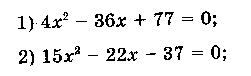 1) 4x² – 36x + 77 = 0;
2) 15x² – 22x – 37 = 0;